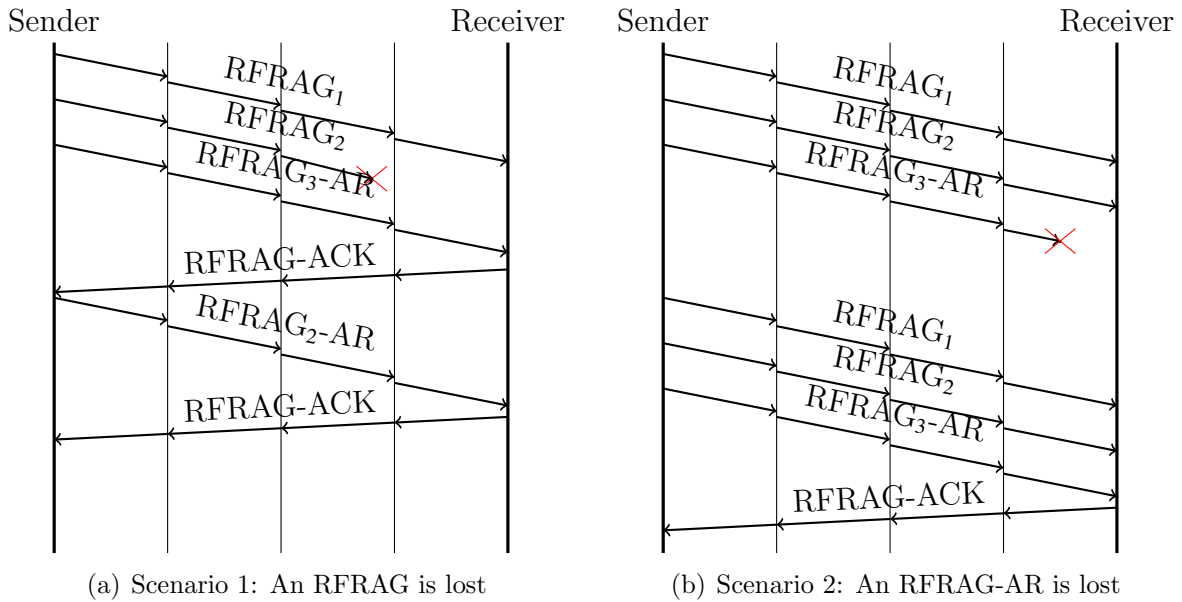 Sender
Receiver
RFRAG1
RFRAG2
RFRAG3-AR
RFRAG-ACK
RFRAG2-AR
RFRAG-ACK
(a) Scenario 1: An RFRAG is lost
Sender
Receiver
RFRAG1
RFRAG2
RFRAG3-AR
RFRAG1
RFRAG2
RFRAG3-AR
RFRAG-ACK
(b) Scenario 2: An RFRAG-AR is lost